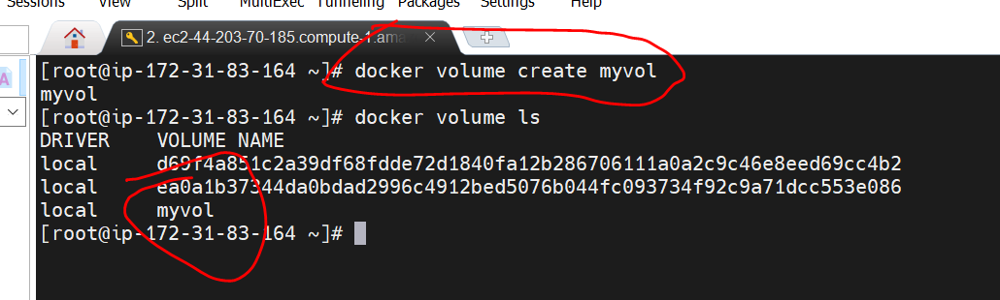 Sessions View Split MultiExec Tunneling Packages Settings Help
2. ec2-44-203-70-185.compute-1.ama
[root@ip-172-31-83-164 ~]# docker volume create myvol
myvol
[root@ip-172-31-83-164 ~]# docker volume ls
DRIVER VOLUME NAME
local d69f4a851c2a39df68fdde72d1840fa12b286706111a0a2c9c46e8eed69cc4b2
local ea0a1b37344da0bdad2996c4912bed5076b044fc093734f92c9a71dcc553e086
local myvol
[root@ip-172-31-83-164 ~]#